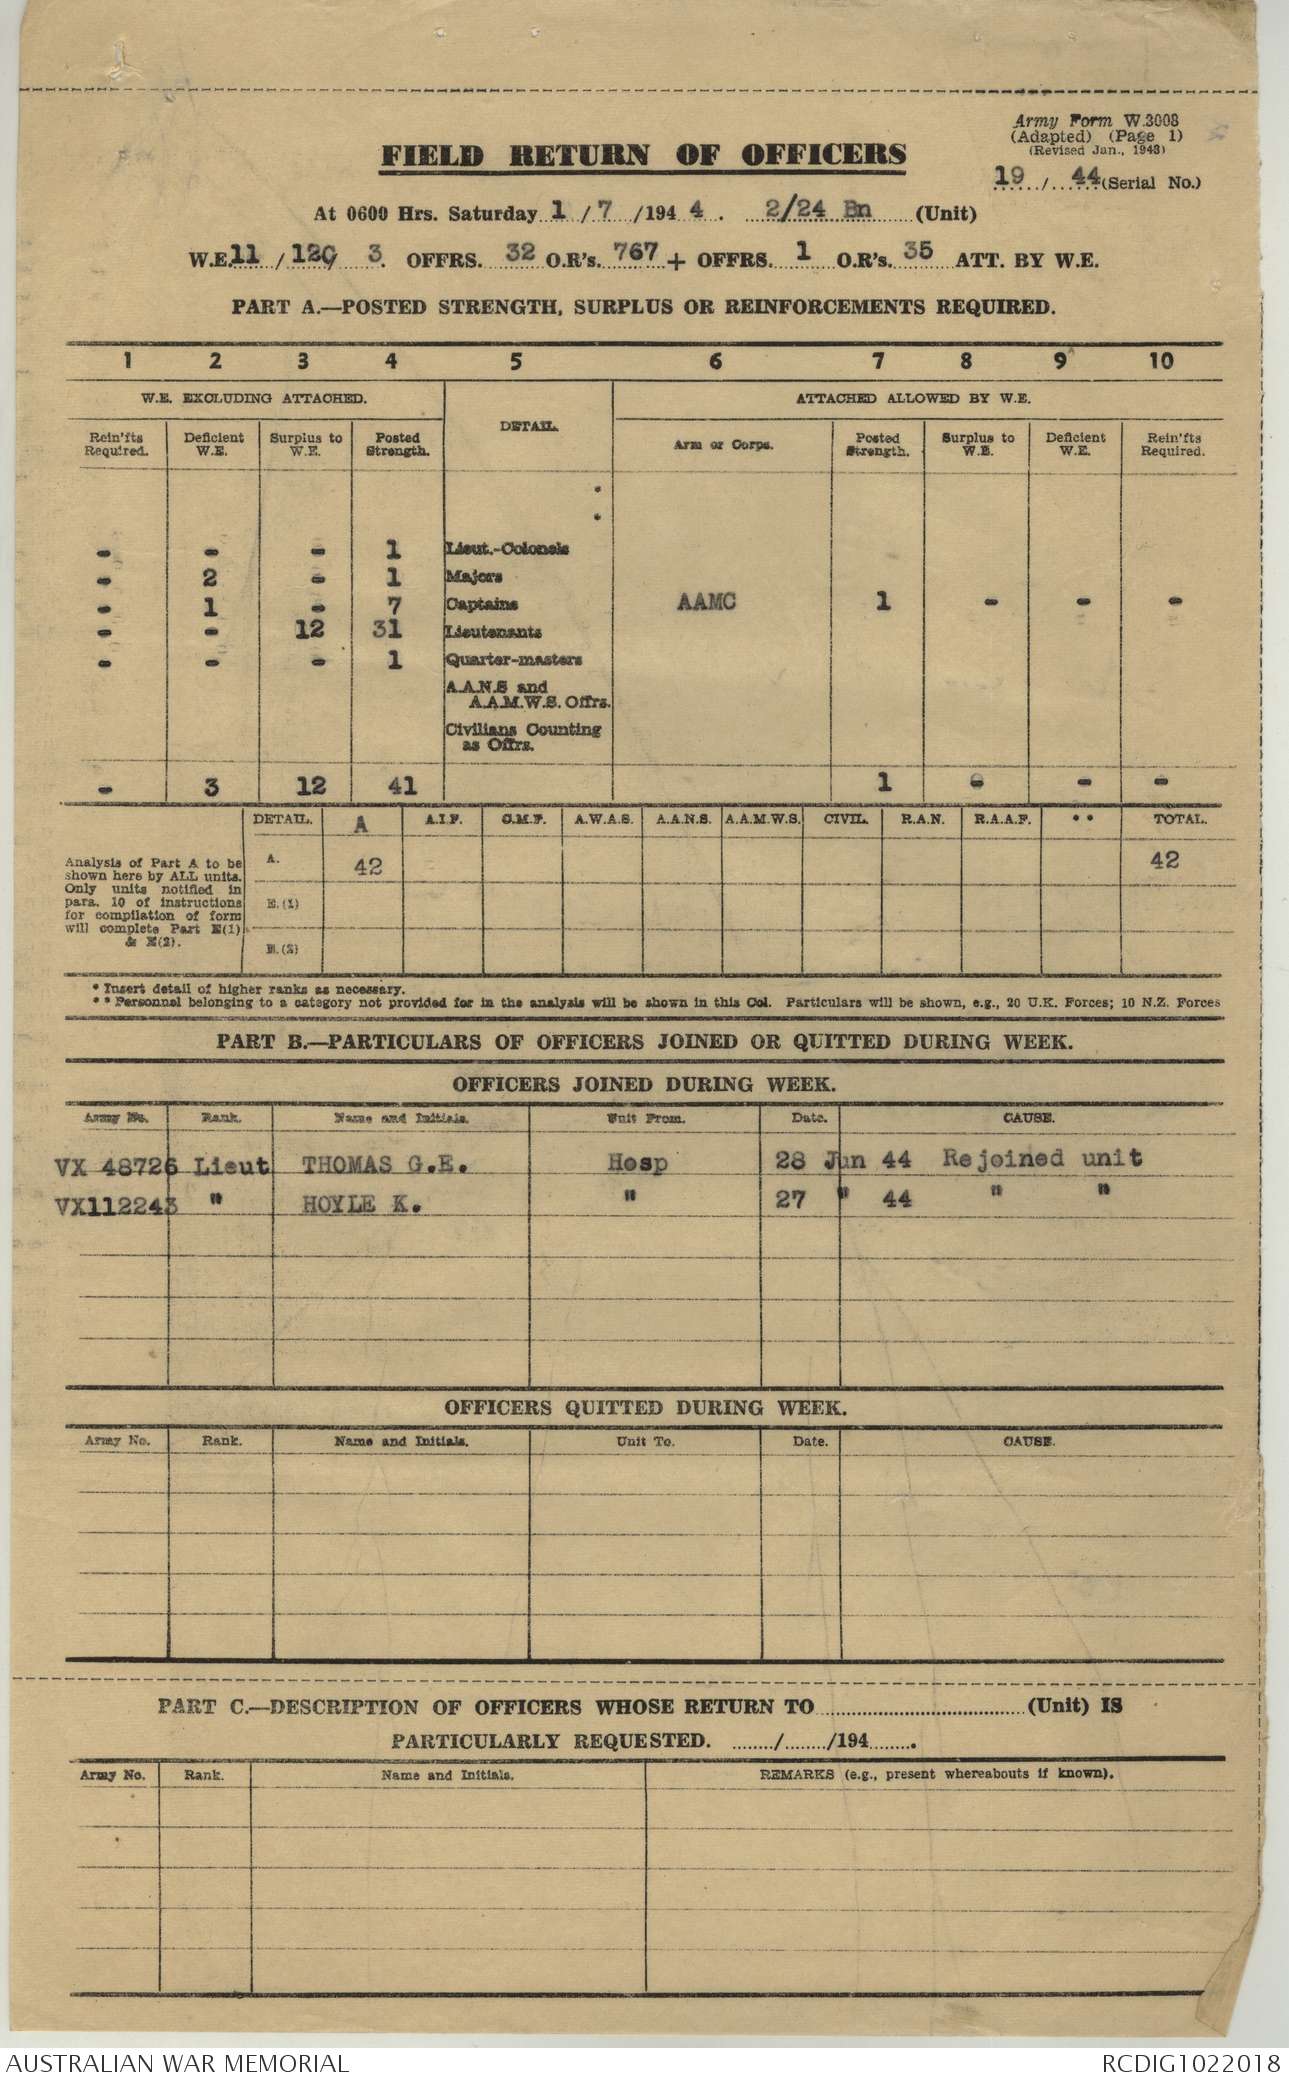 Army Form W.3008
(Adapted) (Page 1)
(Revised Jan., 1943)
19 / 44 (Serial No.)
FIELD RETURN OF OFFICERS
At 0600 Hrs. Saturday 1 / 7 /194 4 . 2/24 Bn (Unit)
W.E. 11 / 12C/ 3. OFFRS. 32 O.R's. 767 + OFFRS. 1 O.R's. 35 ATT. BY W.E.
PART A.—POSTED STRENGTH, SURPLUS OR REINFORCEMENTS REQUIRED.
1 2 3 4 5 6 7 8 9 10
W.E. EXCLUDING ATTACHED. DETAIL. ATTACHED ALLOWED BY W.E.
Rein'fts Required. Deficient W.E. Surplus to W.E. Posted Strength. Arm or Corps. Posted Strength. Surplus to W.E. Deficient W.E. Rein'fts Required.
*
*
- - - 1 Lieut.-Colonels
- 2 - 1 Majors
- 1 - 7 Captains AAMC 1 - - -
- - 12 31 Lieutenants
- - - 1 Quarter-masters
A.A.N.S and
A.A.M.W.S. Offrs.
Civilians Counting
as Offrs.
- 3 12 41 1 - - -
DETAIL. A A.I.F. C.M.F. A.W.A.S. A.A.N.S. A.A.M.W.S. CIVIL. R.A.N. R.A.A.F. ** TOTAL.
Analysis of Part A to be
shown here by ALL units.
Only units notified in
para. 10 of instructions
for compilation of form
will complete Part E(1)
& E(2).
A. 42 42
E.(1)
E.(2)
* Insert detail of higher ranks as necessary.
** Personnel belonging to a category not provided for in the analysis will be shown in this Col. Particulars will be shown, e.g., 20 U.K. Forces; 10 N.Z. Forces
PART B.—PARTICULARS OF OFFICERS JOINED OR QUITTED DURING WEEK.
OFFICERS JOINED DURING WEEK.
Army No. Rank. Name and Initials. Unit From. Date. CAUSE.
VX 48726 Lieut THOMAS G.E. Hosp 28 Jun 44 Rejoined unit
VX112243 " HOYLE K. " 27 " 44 " "
OFFICERS QUITTED DURING WEEK.
Army No. Rank. Name and Initials. Unit To. Date. CAUSE.
PART C.—DESCRIPTION OF OFFICERS WHOSE RETURN TO ........ (Unit) IS
PARTICULARLY REQUESTED. ......../......../194........
Army No. Rank. Name and Initials. REMARKS (e.g., present whereabouts if known).
AUSTRALIAN WAR MEMORIAL RCDIG1022018